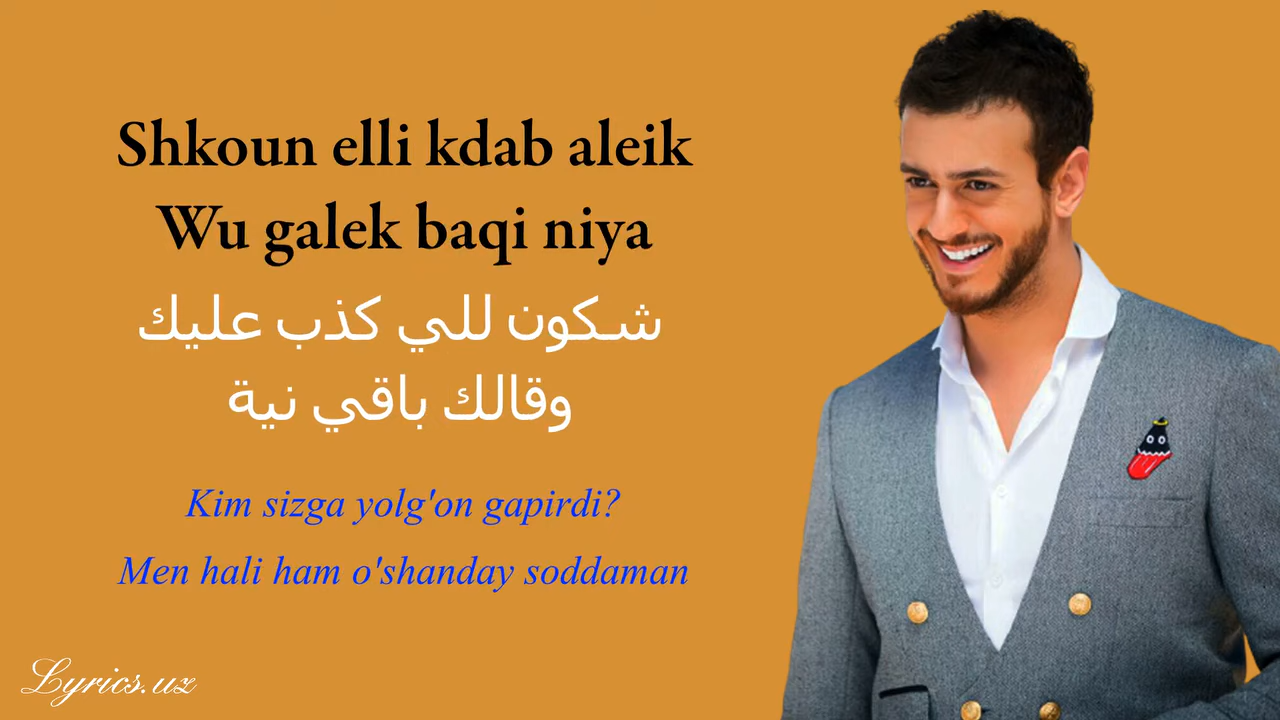 Shkoun elli kdab aleik
Wu galek baqi niya
شكون للي كذب عليك
وقالك باقي نية
Kim sizga yolg'on gapirdi?
Men hali ham o'shanday soddaman
Lyrics.uz